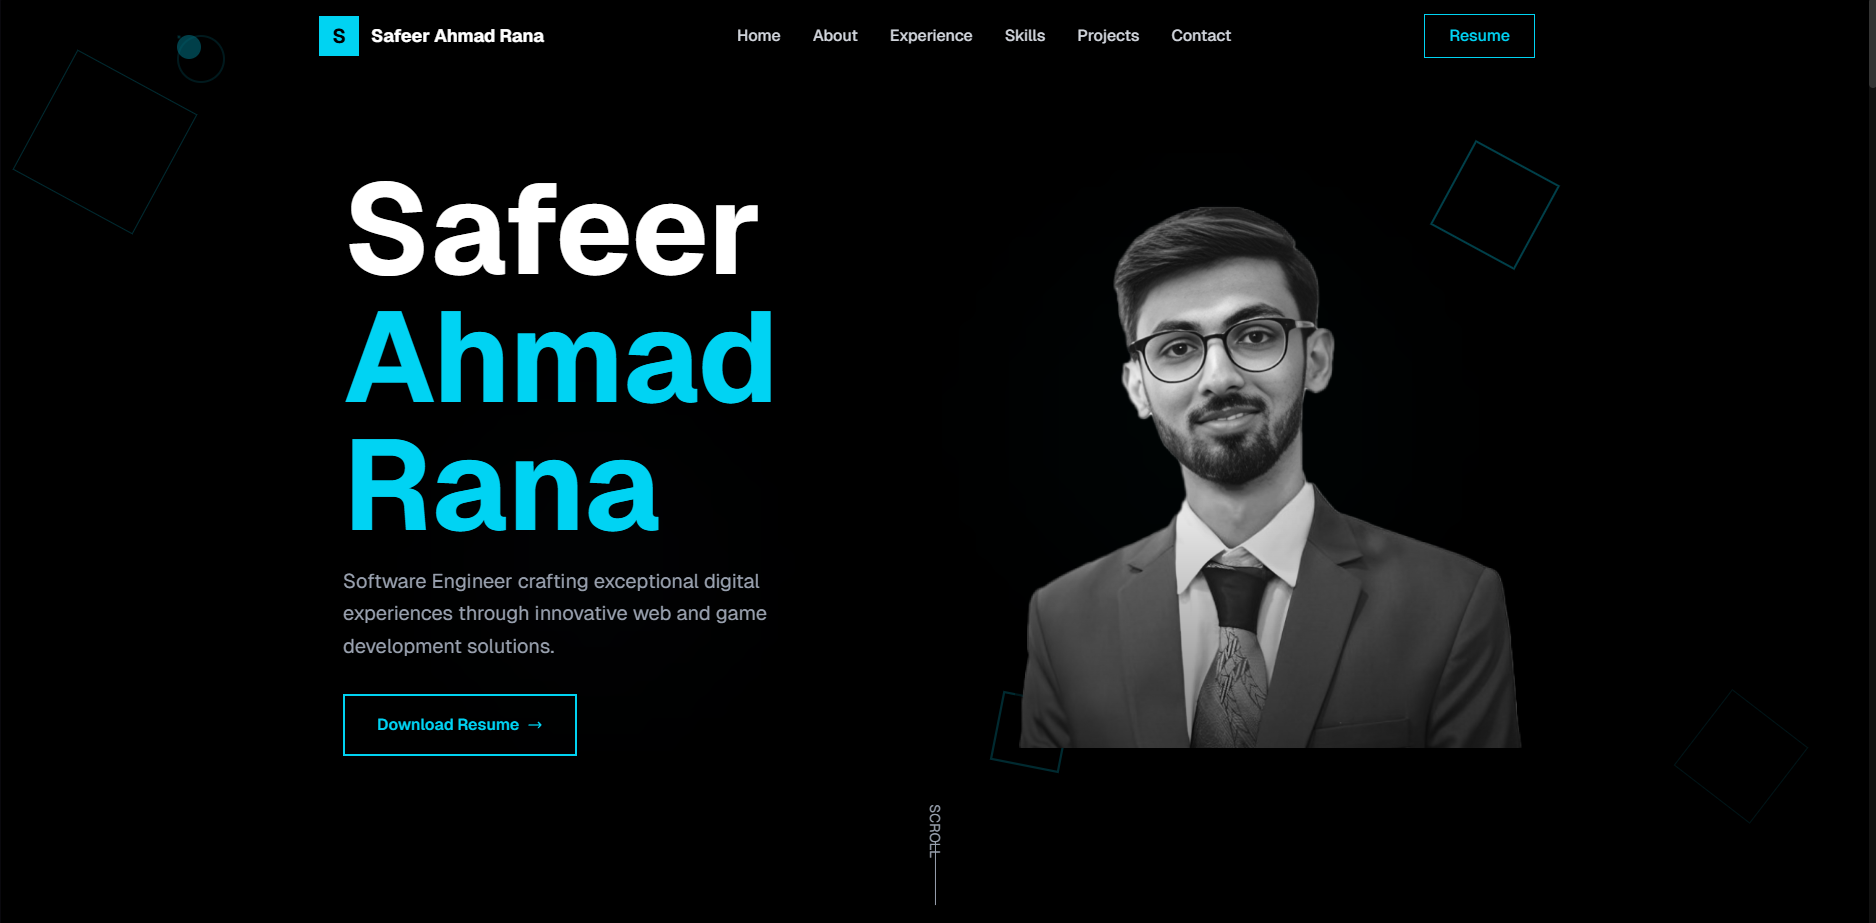 S
Safeer Ahmad Rana
Home
About
Experience
Skills
Projects
Contact
Resume
Safeer
Ahmad
Rana
Software Engineer crafting exceptional digital
experiences through innovative web and game
development solutions.
Download Resume →
SCROLL